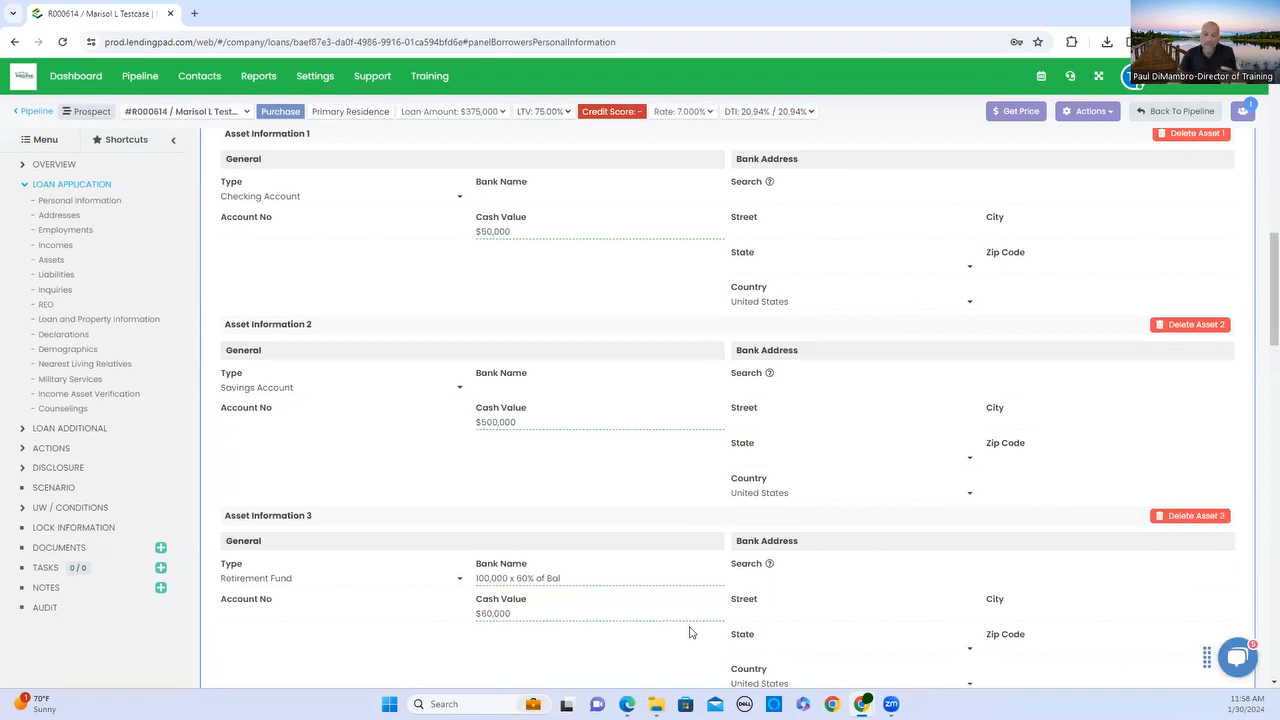 R000614 / Marisol L Testcase |
prod.lendingpad.com/web/#/company/loans/baef87e3-da0f-4986-9916-01ca594bfd6e#panelBorrowersPersonalInformation
Paul DiMambro-Director of Training
Dashboard Pipeline Contacts Reports Settings Support Training
Pipeline Prospect #R000614 / Marisol L Test... Purchase Primary Residence Loan Amount: $375,000 Credit Score: - Rate: 7.000% DTI: 20.94% / 20.94% $ Get Price Actions Back To Pipeline 1
Menu Shortcuts
OVERVIEW
LOAN APPLICATION
- Personal Information
- Addresses
- Employments
- Incomes
- Assets
- Liabilities
- Inquiries
- REO
- Loan and Property Information
- Declarations
- Demographics
- Nearest Living Relatives
- Military Services
- Income Asset Verification
- Counselings
LOAN ADDITIONAL
ACTIONS
DISCLOSURE
SCENARIO
UW / CONDITIONS
LOCK INFORMATION
DOCUMENTS
TASKS 0 / 0
NOTES
AUDIT
Asset Information 1 Delete Asset 1
General Bank Address
Type Bank Name Search
Checking Account
Account No Cash Value Street City
$50,000
State Zip Code
Country
United States
Asset Information 2 Delete Asset 2
General Bank Address
Type Bank Name Search
Savings Account
Account No Cash Value Street City
$500,000
State Zip Code
Country
United States
Asset Information 3 Delete Asset 3
General Bank Address
Type Bank Name Search
Retirement Fund 100,000 x 60% of Bal
Account No Cash Value Street City
$60,000
State Zip Code
Country
United States
5
1
70°F
Sunny
Search
DELL
zm
11:58 AM
1/30/2024